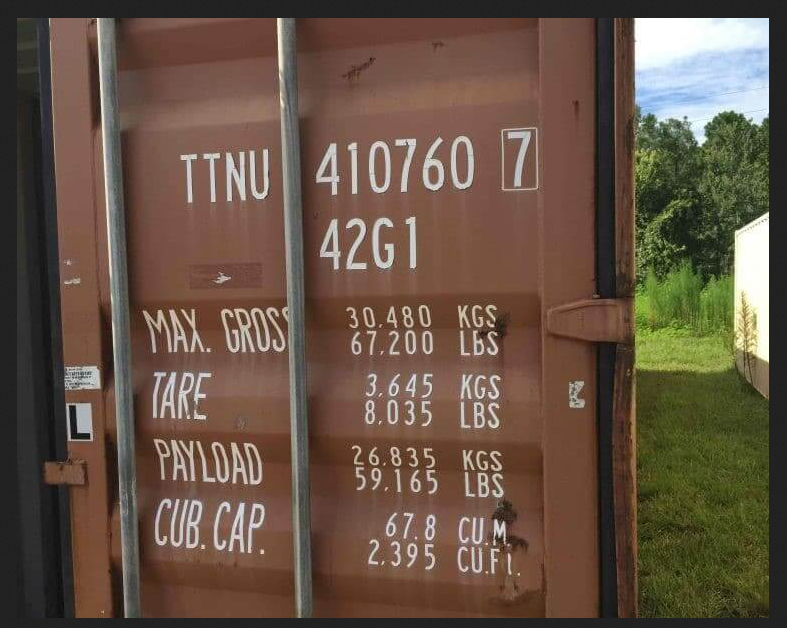 TTNU 410760 7
42G1
MAX. GROSS 30,480 KGS
67,200 LBS
TARE 3,645 KGS
8,035 LBS
PAYLOAD 26,835 KGS
59,165 LBS
CUB. CAP. 67.8 CU.M.
2,395 CU.FT.
L